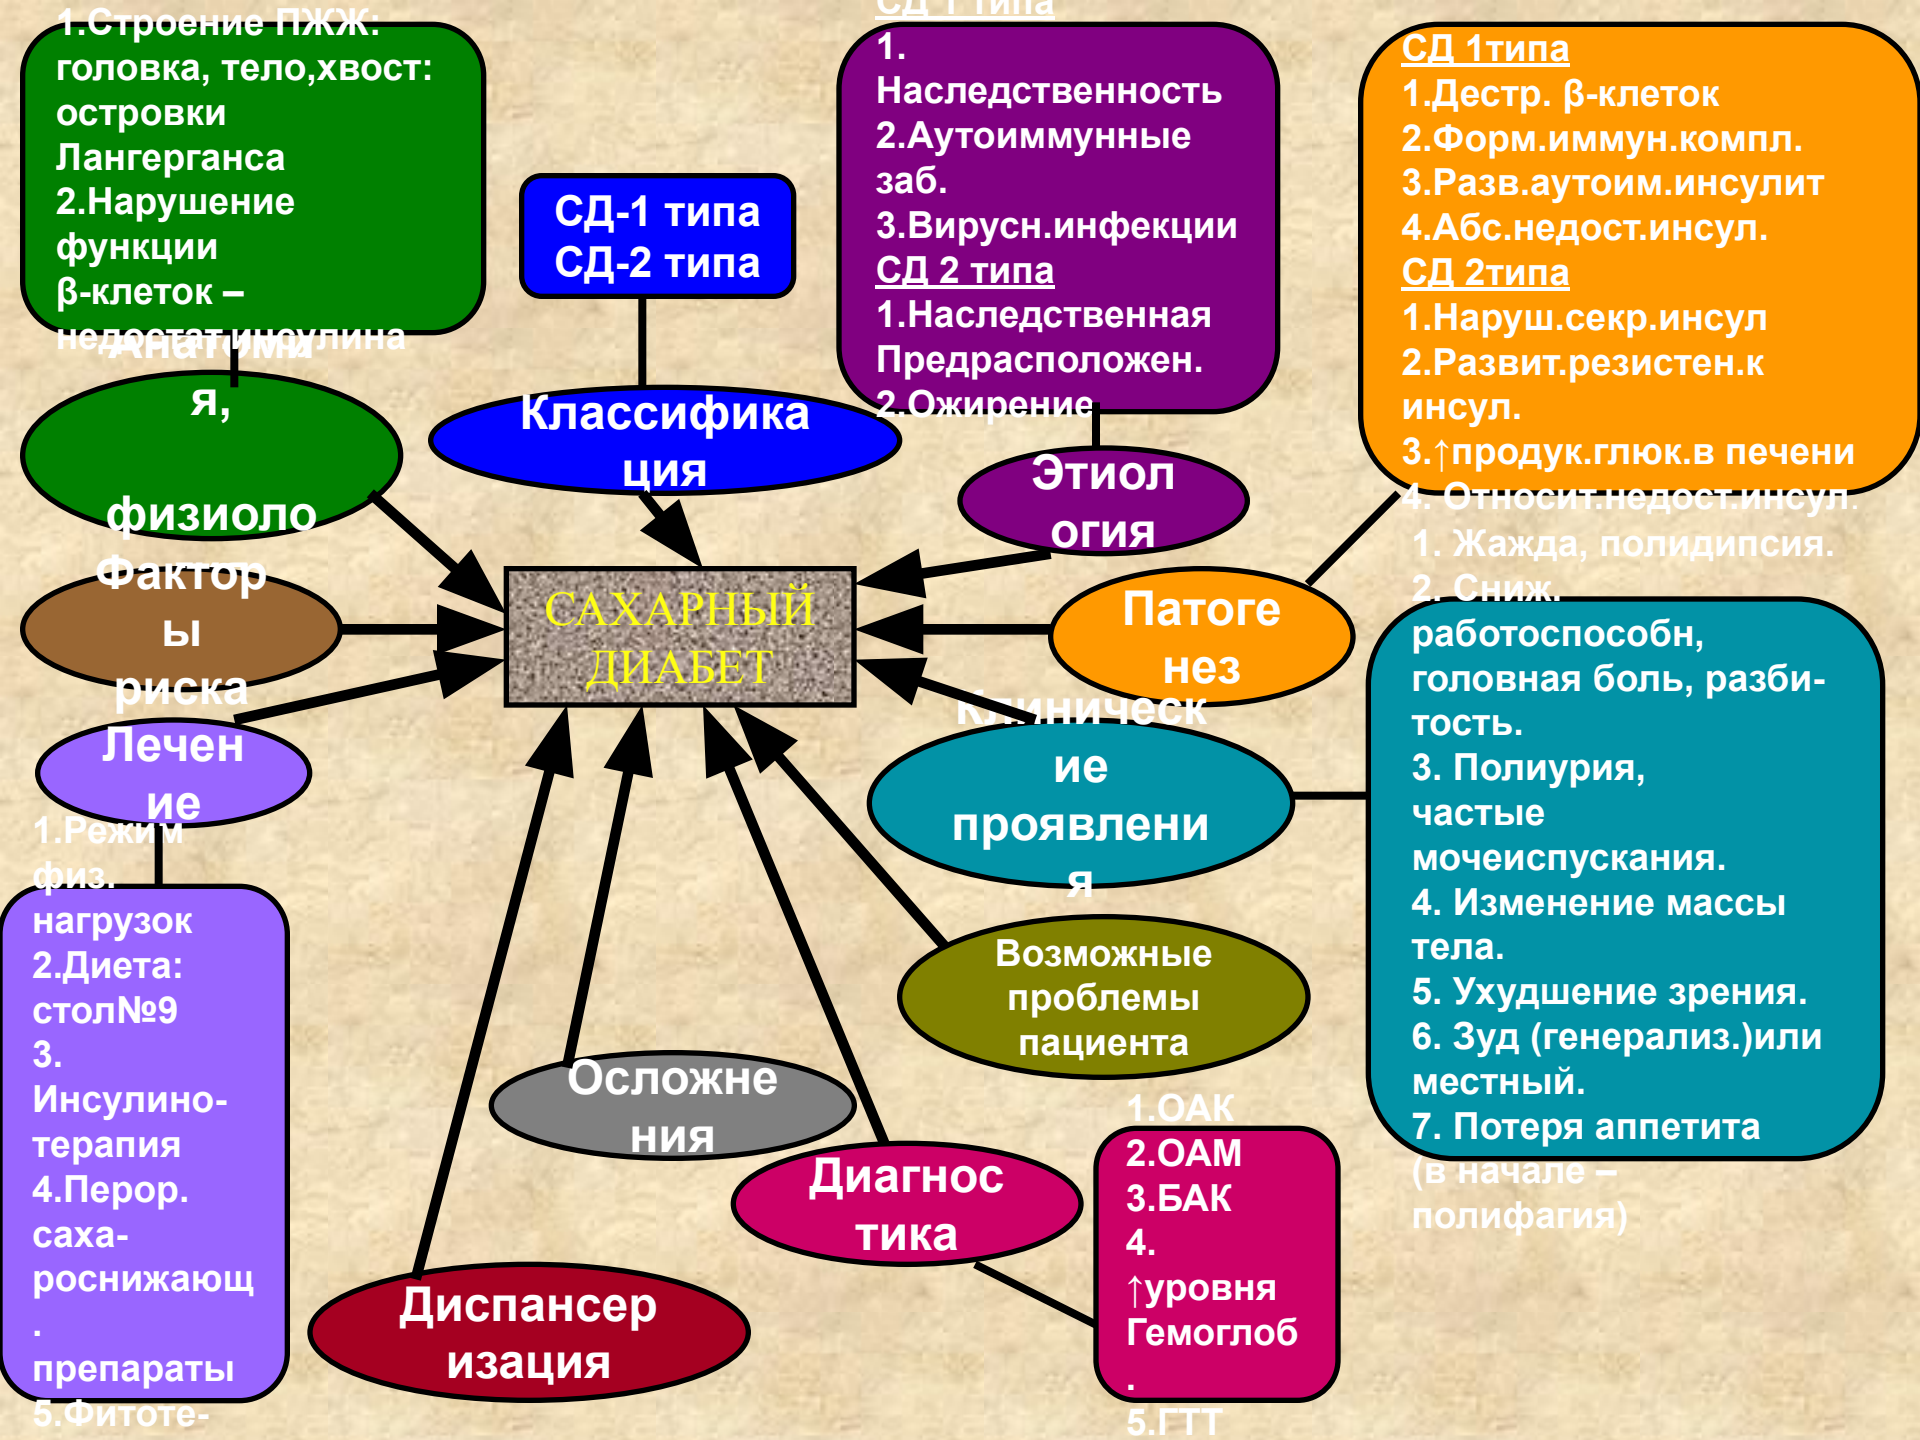 1.Строение ПЖЖ:
головка, тело,хвост:
островки
Лангерганса
2.Нарушение
функции
β-клеток –
недостат.инсулина
Анатоми
я,
физиоло
СД-1 типа
СД-2 типа
Классифика
ция
СД 1 типа
1.
Наследственность
2.Аутоиммунные
заб.
3.Вирусн.инфекции
СД 2 типа
1.Наследственная
Предрасположен.
2.Ожирение
Этиол
огия
СД 1типа
1.Дестр. β-клеток
2.Форм.иммун.компл.
3.Разв.аутоим.инсулит
4.Абс.недост.инсул.
СД 2типа
1.Наруш.секр.инсул
2.Развит.резистен.к
инсул.
3.↑продук.глюк.в печени
4. Относит.недост.инсул.
Фактор
ы
риска
САХАРНЫЙ
ДИАБЕТ
Патоге
нез
Лечен
ие
1.Режим
физ.
нагрузок
2.Диета:
стол№9
3.
Инсулино-
терапия
4.Перор.
саха-
роснижающ
.
препараты
5.Фитоте-
Клиническ
ие
проявлени
я
1. Жажда, полидипсия.
2. Сниж.
работоспособн,
головная боль, разби-
тость.
3. Полиурия,
частые
мочеиспускания.
4. Изменение массы
тела.
5. Ухудшение зрения.
6. Зуд (генерализ.)или
местный.
7. Потеря аппетита
(в начале –
полифагия)
Возможные
проблемы
пациента
Осложне
ния
Диагнос
тика
1.ОАК
2.ОАМ
3.БАК
4.
↑уровня
Гемоглоб
.
5.ГТТ
Диспансер
изация